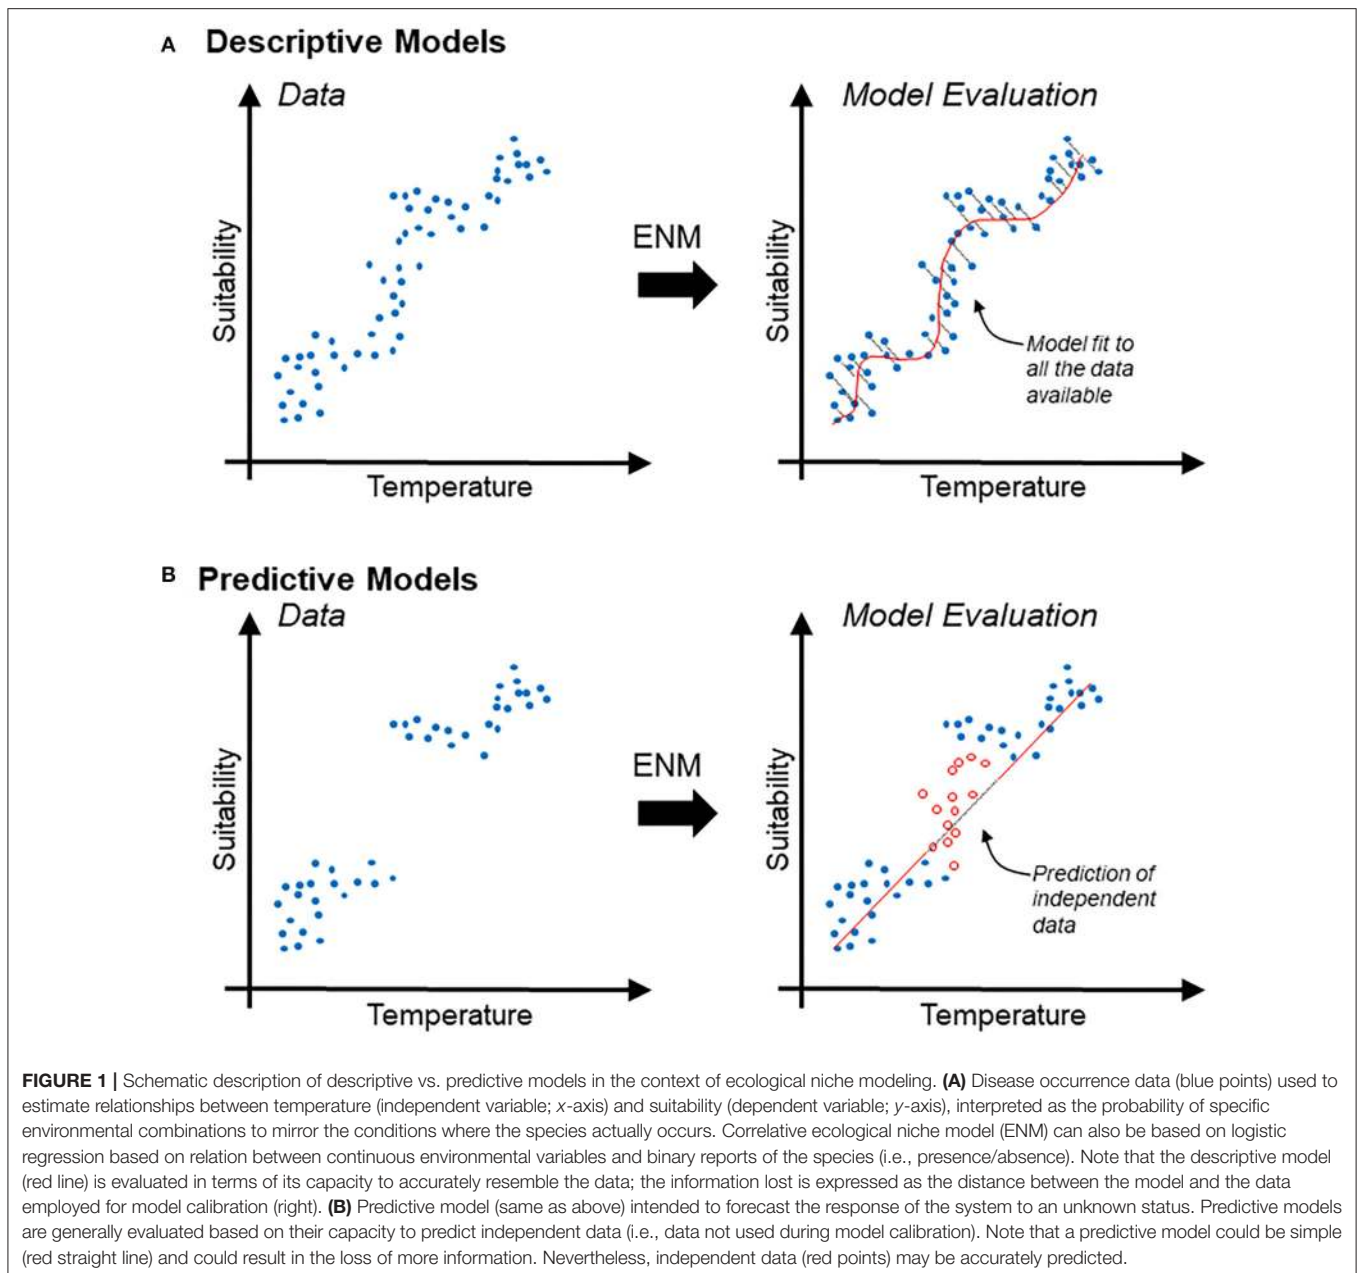 A Descriptive Models
Data
Model Evaluation
Suitability
ENM
Suitability
Model fit to
all the data
available
Temperature
Temperature
B Predictive Models
Data
Model Evaluation
Suitability
ENM
Suitability
Prediction of
independent
data
Temperature
Temperature
FIGURE 1 | Schematic description of descriptive vs. predictive models in the context of ecological niche modeling. (A) Disease occurrence data (blue points) used to
estimate relationships between temperature (independent variable; x-axis) and suitability (dependent variable; y-axis), interpreted as the probability of specific
environmental combinations to mirror the conditions where the species actually occurs. Correlative ecological niche model (ENM) can also be based on logistic
regression based on relation between continuous environmental variables and binary reports of the species (i.e., presence/absence). Note that the descriptive model
(red line) is evaluated in terms of its capacity to accurately resemble the data; the information lost is expressed as the distance between the model and the data
employed for model calibration (right). (B) Predictive model (same as above) intended to forecast the response of the system to an unknown status. Predictive models
are generally evaluated based on their capacity to predict independent data (i.e., data not used during model calibration). Note that a predictive model could be simple
(red straight line) and could result in the loss of more information. Nevertheless, independent data (red points) may be accurately predicted.